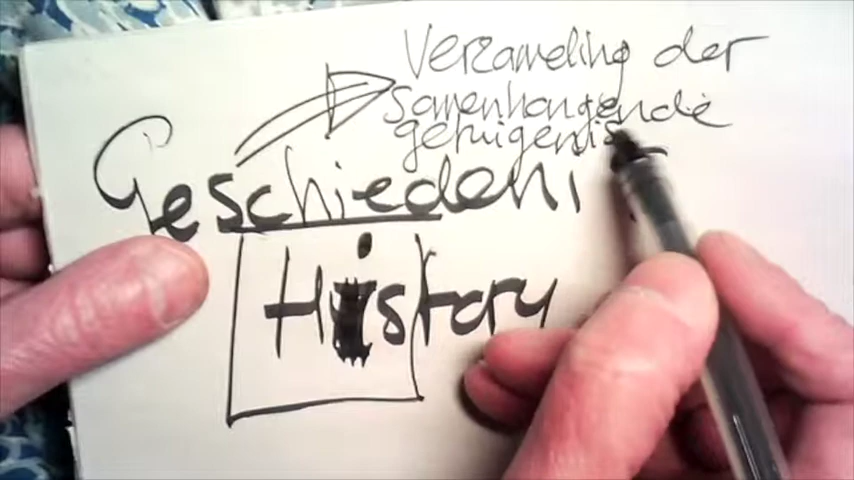 Verzameling der
samenhangende
getuigenis
Geschiedeni
History